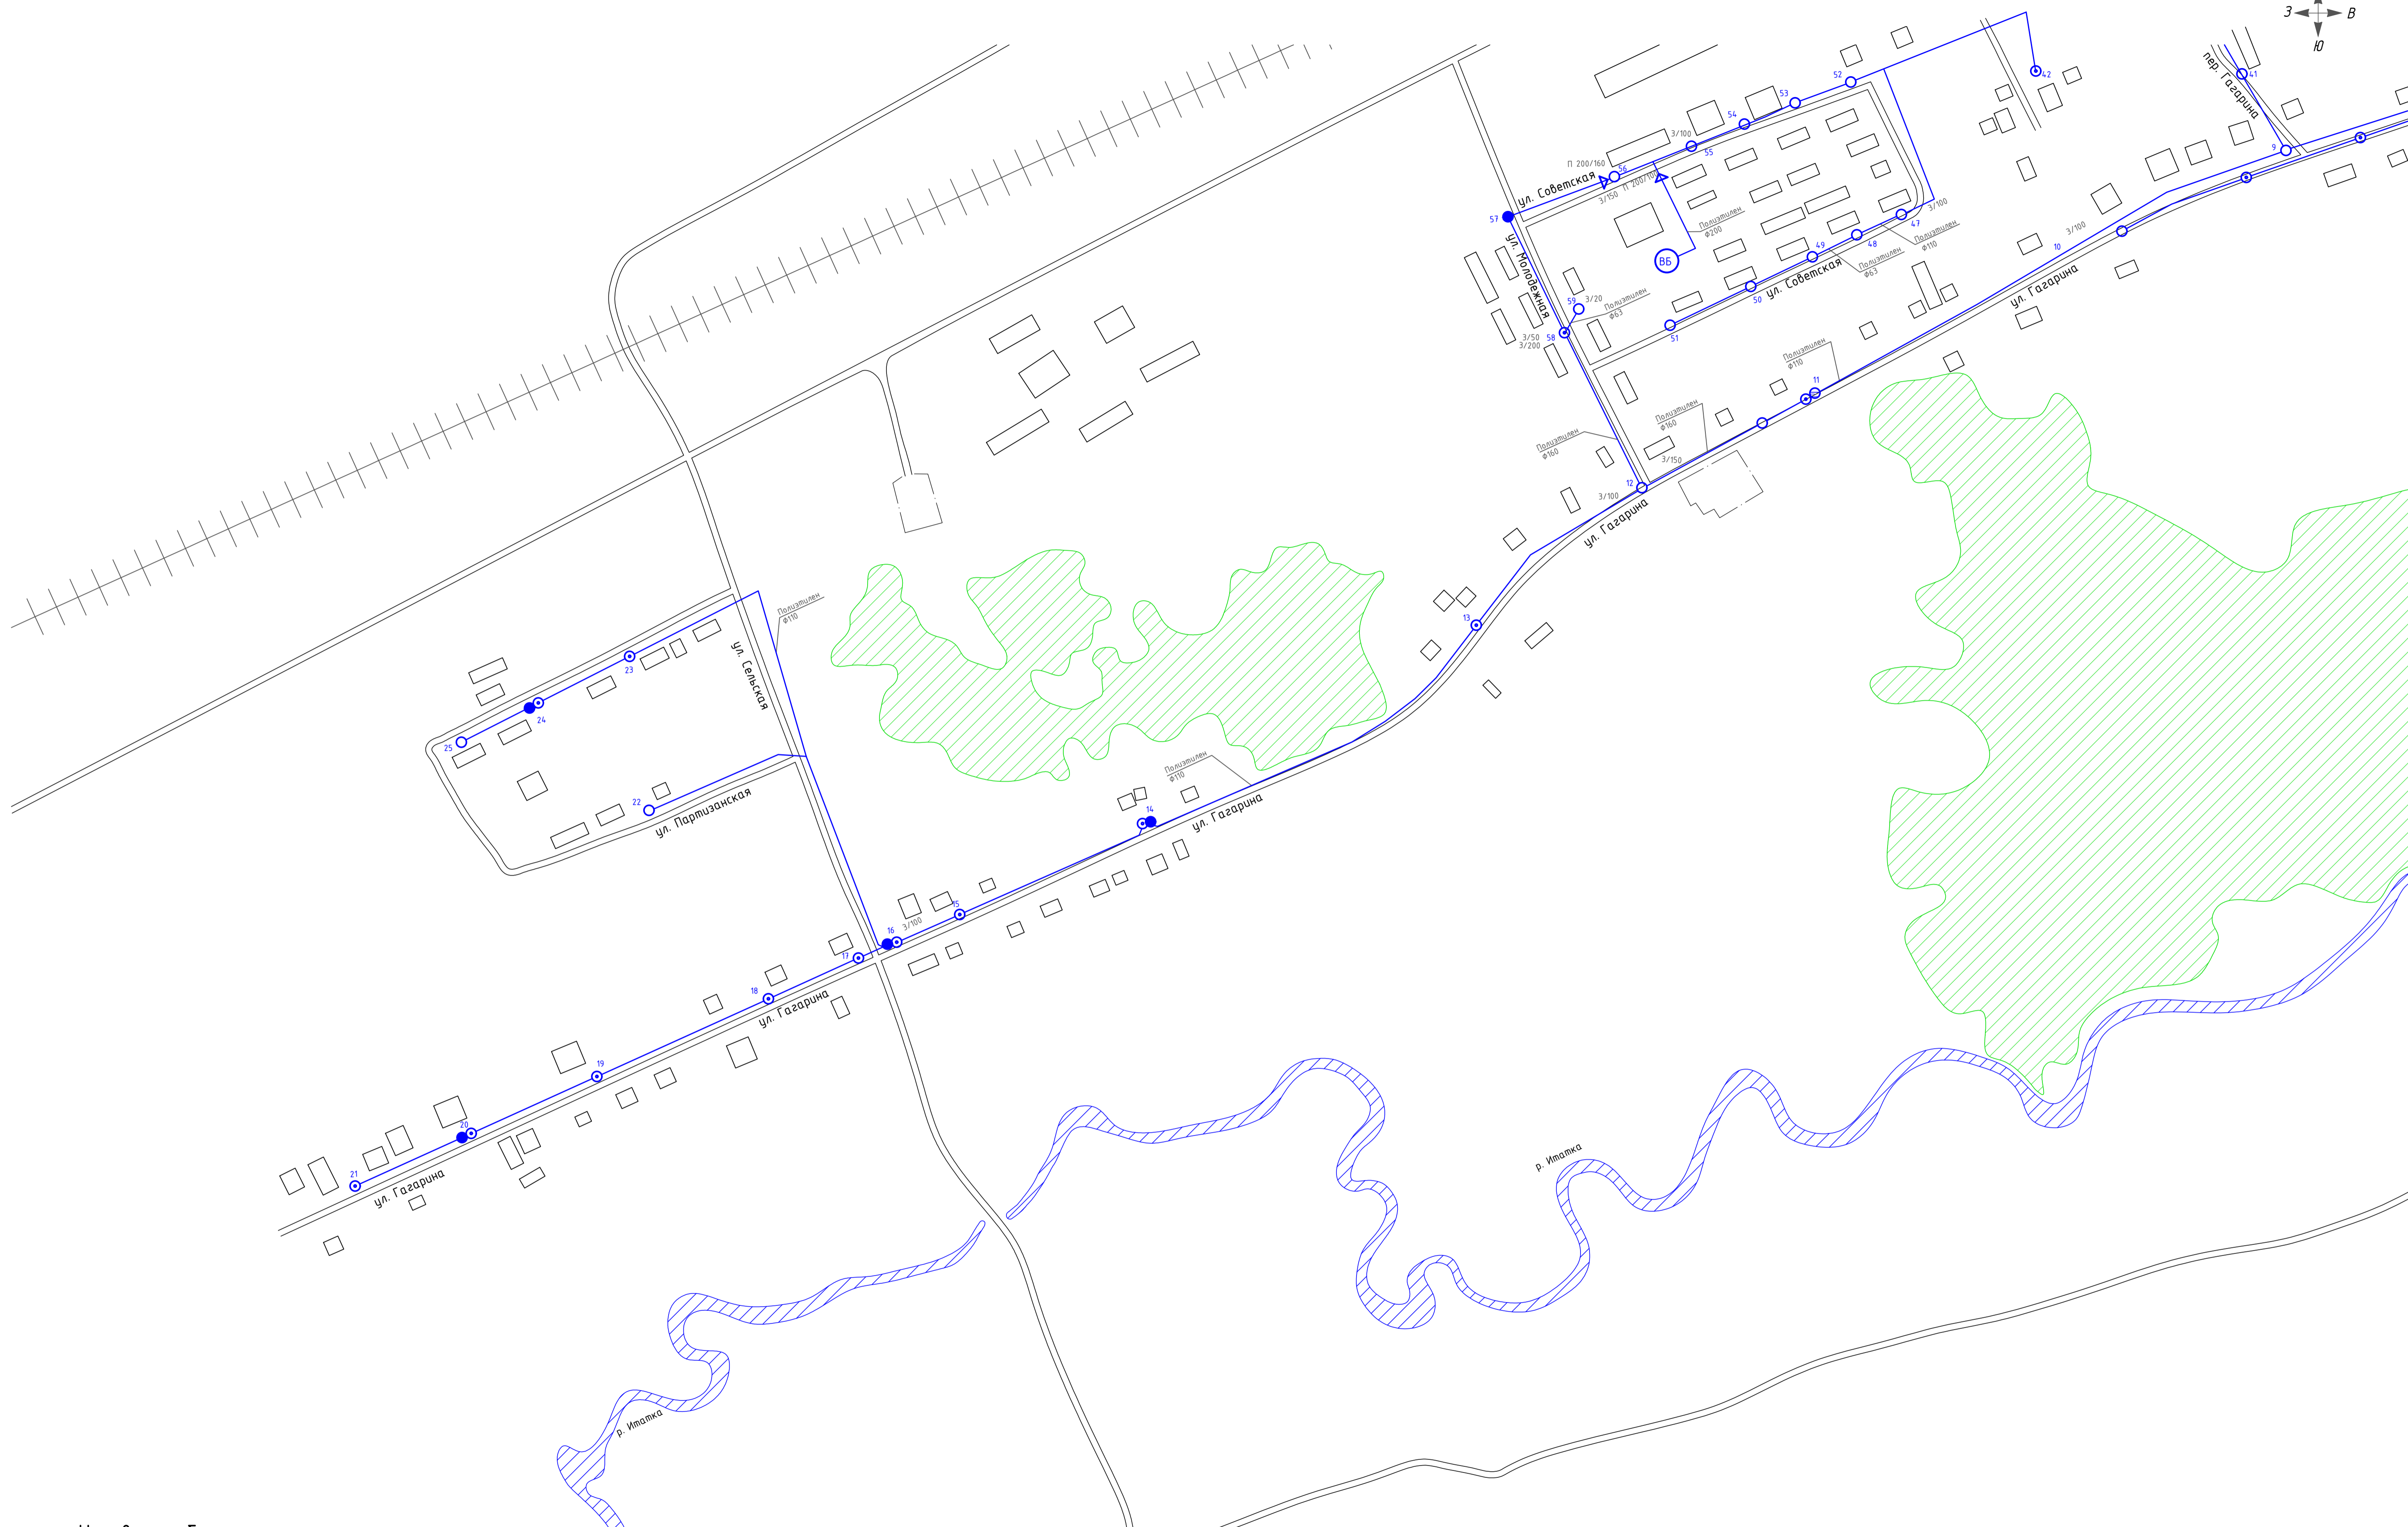 З
В
Ю
пер. Гагарина
41
42
52
53
54
55
56
3/100
П 200/160
П 200/100
3/150
ул. Советская
57
9
Полиэтилен
Ф200
ВБ
47
3/100
48
49
50
51
Полиэтилен
Ф110
Полиэтилен
Ф63
ул. Советская
10
3/100
ул. Гагарина
ул. Молодежная
59
3/20
Полиэтилен
Ф63
58
3/50
3/200
Полиэтилен
Ф110
11
Полиэтилен
Ф160
3/150
Полиэтилен
Ф160
12
3/100
ул. Гагарина
13
Полиэтилен
Ф110
ул. Сельская
23
24
25
22
ул. Партизанская
Полиэтилен
Ф110
14
ул. Гагарина
15
16
3/100
17
18
ул. Гагарина
19
20
21
ул. Гагарина
р. Итатка
р. Итатка